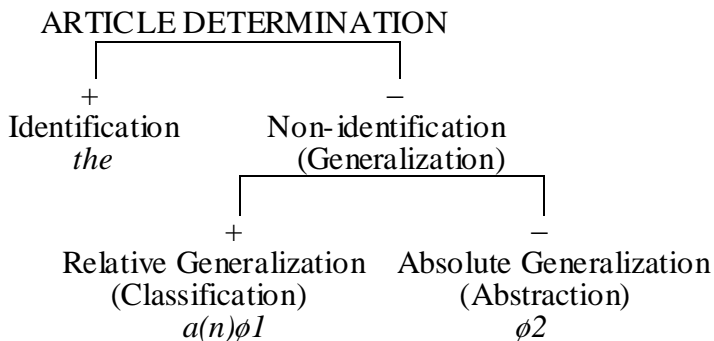 ARTICLE DETERMINATION
+ –
Identification Non-identification
the (Generalization)
+ –
Relative Generalization Absolute Generalization
(Classification) (Abstraction)
a(n)ϕ1 ϕ2